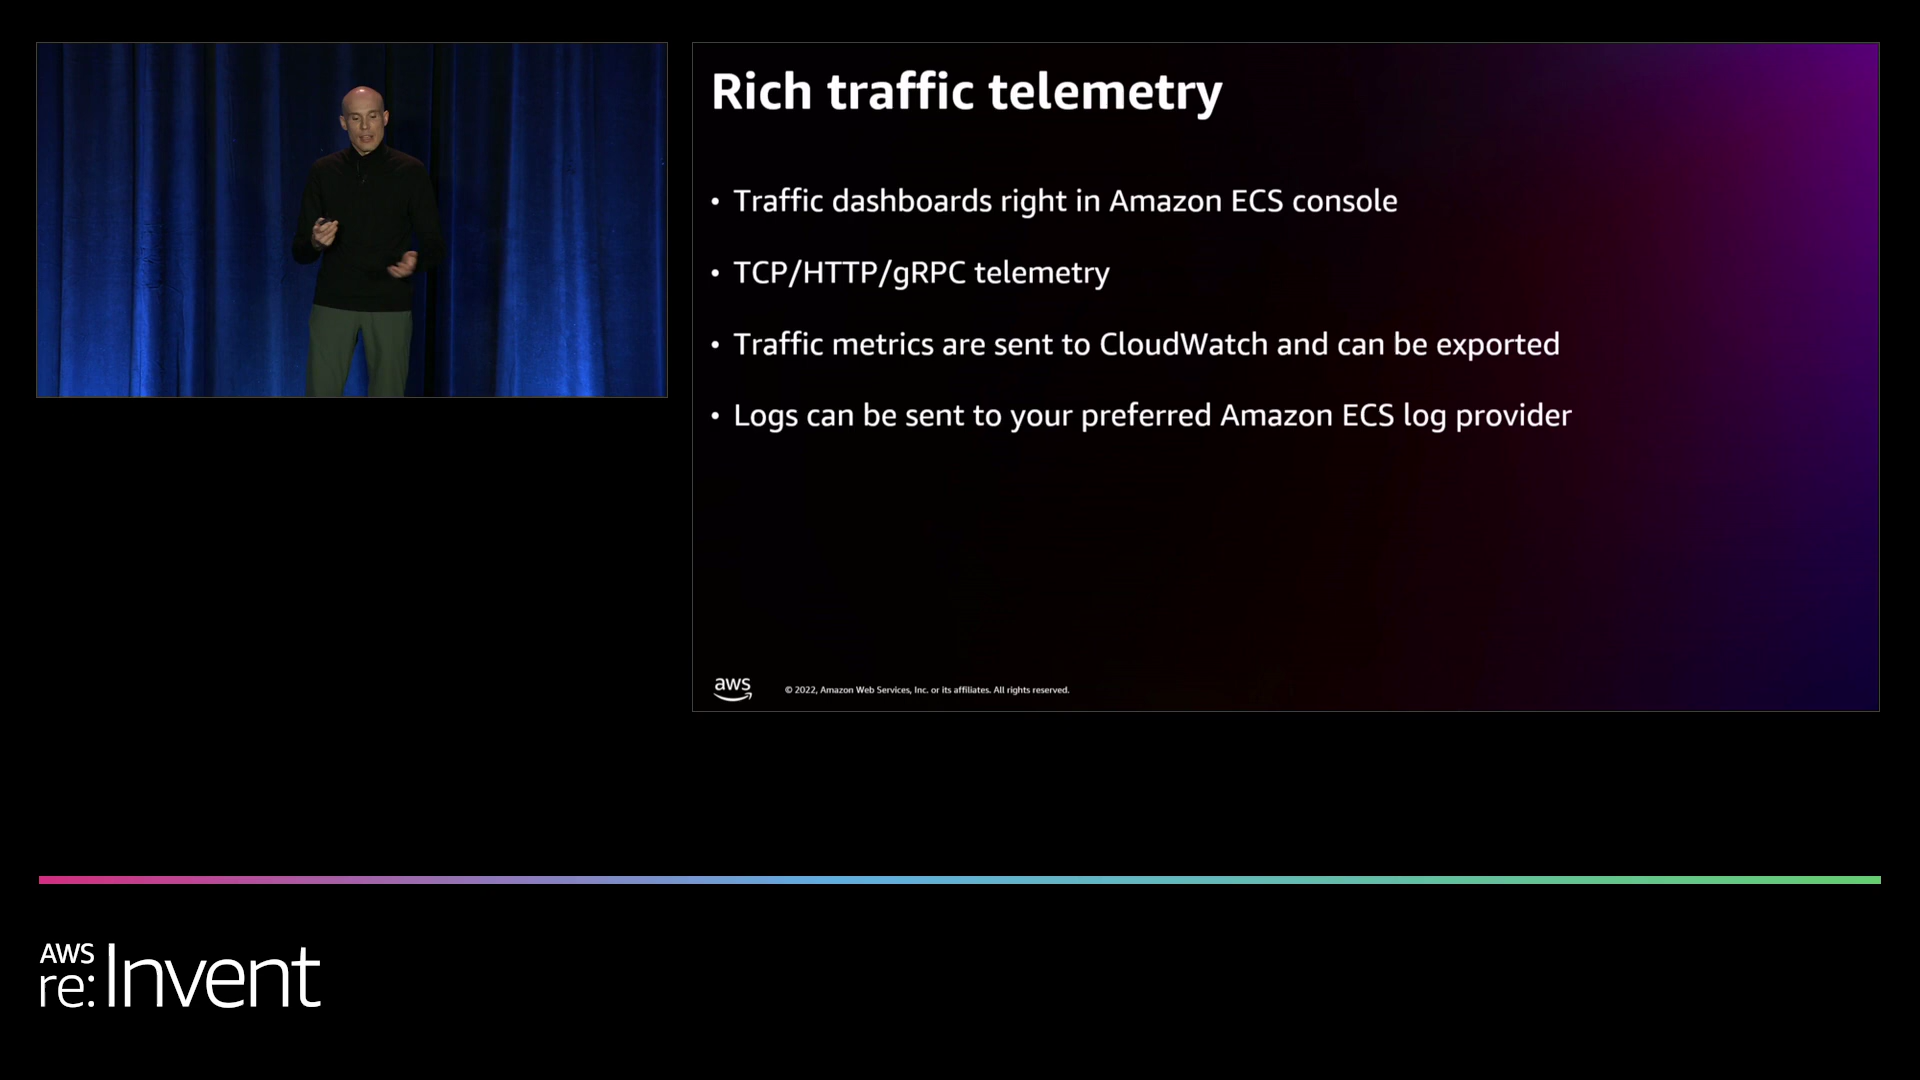 Rich traffic telemetry
• Traffic dashboards right in Amazon ECS console
• TCP/HTTP/gRPC telemetry
• Traffic metrics are sent to CloudWatch and can be exported
• Logs can be sent to your preferred Amazon ECS log provider
aws
© 2022, Amazon Web Services, Inc. or its affiliates. All rights reserved.
AWS
re:Invent